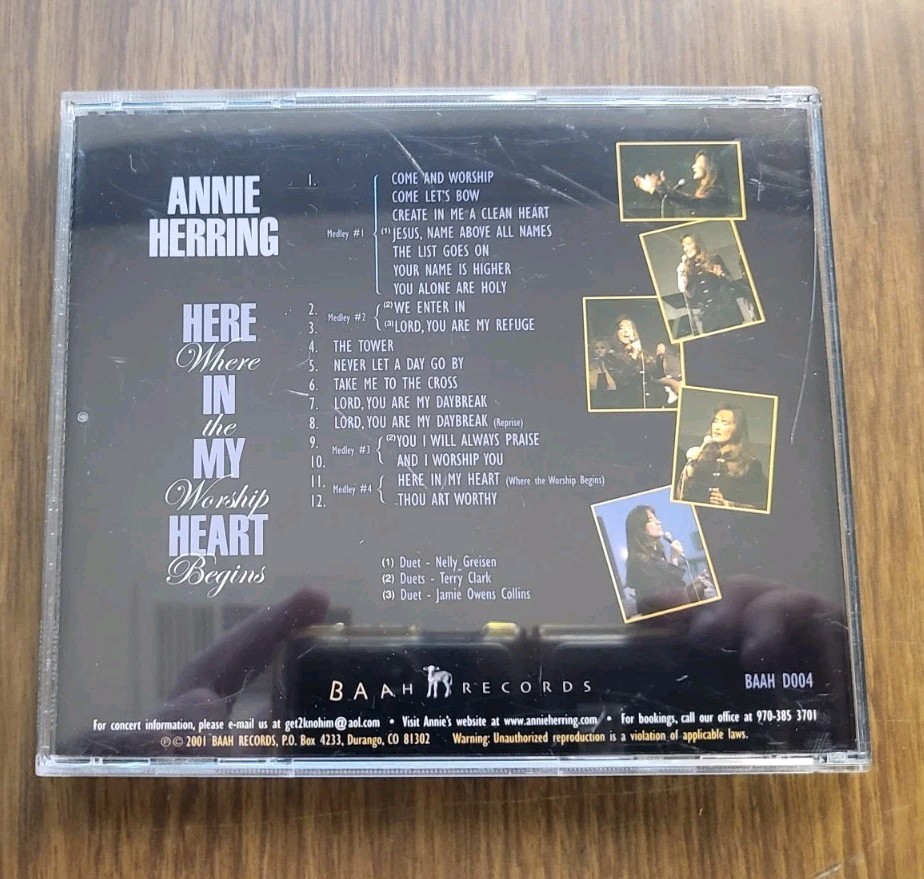 ANNIE
HERRING
HERE
Where
IN
the
MY
Worship
HEART
Begins
1. Medley #1
COME AND WORSHIP
COME LET'S BOW
CREATE IN ME A CLEAN HEART
(1) JESUS, NAME ABOVE ALL NAMES
THE LIST GOES ON
YOUR NAME IS HIGHER
YOU ALONE ARE HOLY
2. Medley #2 (2)WE ENTER IN
3. (3)LORD, YOU ARE MY REFUGE
4. THE TOWER
5. NEVER LET A DAY GO BY
6. TAKE ME TO THE CROSS
7. LORD, YOU ARE MY DAYBREAK
8. LORD, YOU ARE MY DAYBREAK (Reprise)
9. Medley #3 (2)YOU I WILL ALWAYS PRAISE
10. AND I WORSHIP YOU
11. Medley #4 HERE IN MY HEART (Where the Worship Begins)
12. THOU ART WORTHY
(1) Duet - Nelly Greisen
(2) Duets - Terry Clark
(3) Duet - Jamie Owens Collins
BAAH RECORDS
BAAH D004
For concert information, please e-mail us at get2knohim@aol.com • Visit Annie's website at www.annieherring.com • For bookings, call our office at 970-385 3701
℗ © 2001 BAAH RECORDS, P.O. Box 4233, Durango, CO 81302 Warning: Unauthorized reproduction is a violation of applicable laws.